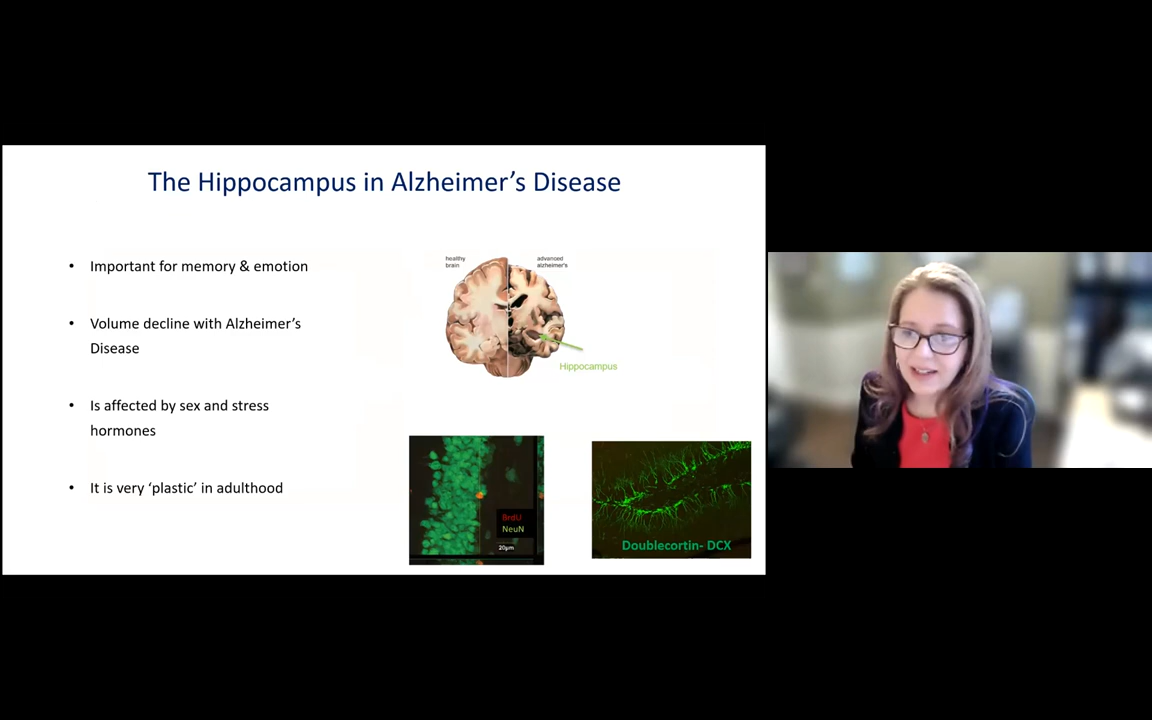 The Hippocampus in Alzheimer's Disease
• Important for memory & emotion
• Volume decline with Alzheimer's
Disease
• Is affected by sex and stress
hormones
• It is very 'plastic' in adulthood
healthy
brain
advanced
alzheimer's
Hippocampus
BrdU
NeuN
20µm
Doublecortin- DCX